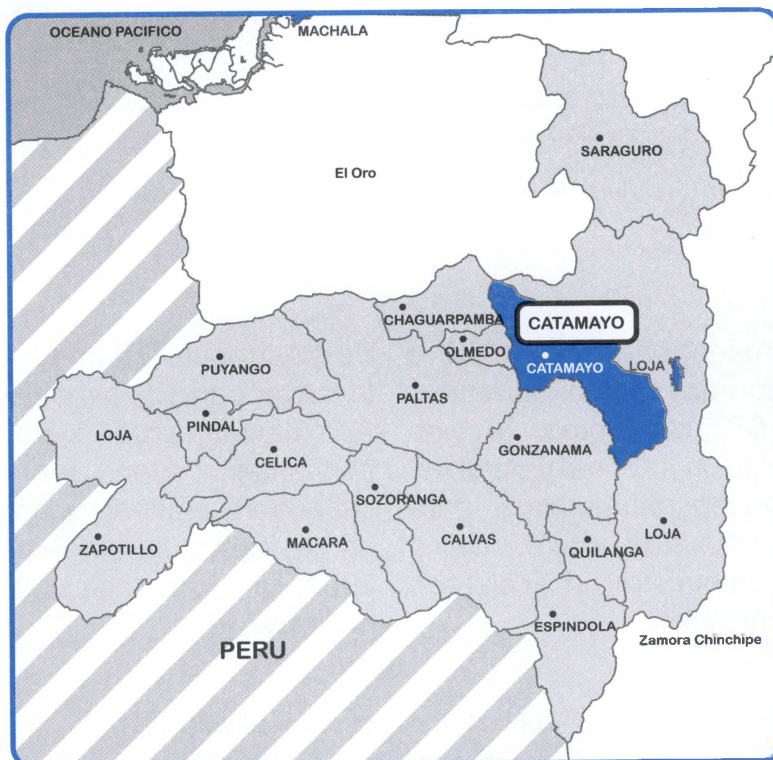 OCEANO PACIFICO
MACHALA
SARAGURO
El Oro
CHAGUARPAMBA
CATAMAYO
OLMEDO
PUYANGO
CATAMAYO
LOJA
PALTAS
PINDAL
LOJA
GONZANAMA
CELICA
SOZORANGA
ZAPOTILLO
MACARA
CALVAS
QUILANGA
LOJA
ESPINDOLA
PERU
Zamora Chinchipe